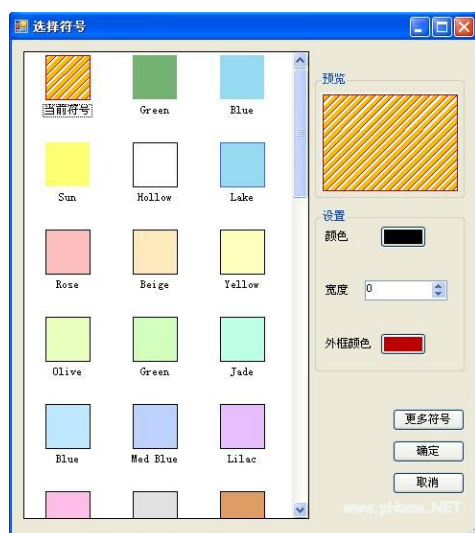 选择符号
当前符号
Green
Blue
Sun
Hollow
Lake
Rose
Beige
Yellow
Olive
Green
Jade
Blue
Med Blue
Lilac
预览
设置
颜色
宽度
0
外框颜色
更多符号
确定
取消
www.pHome.NET